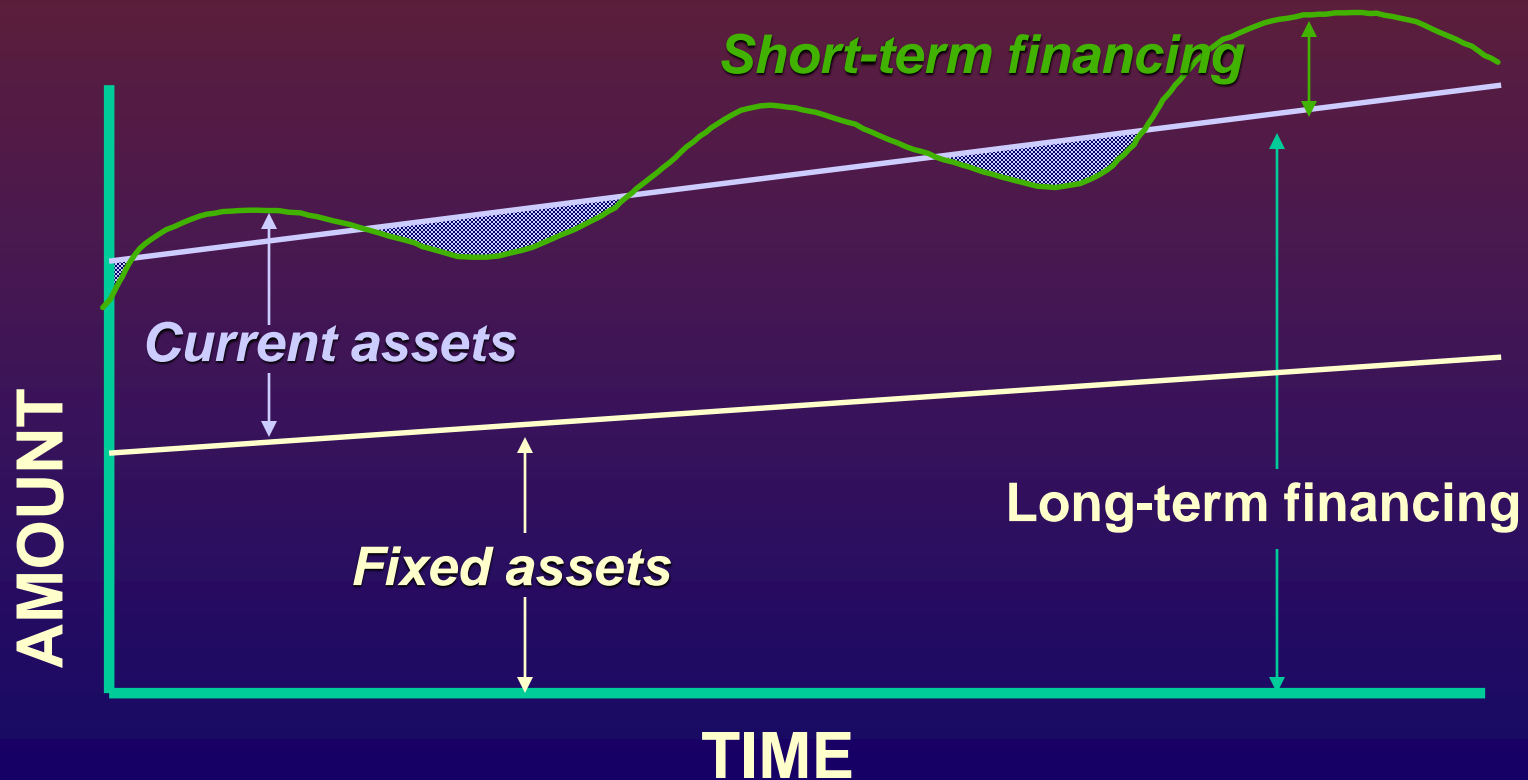 Short-term financing
Current assets
Long-term financing
Fixed assets
AMOUNT
TIME